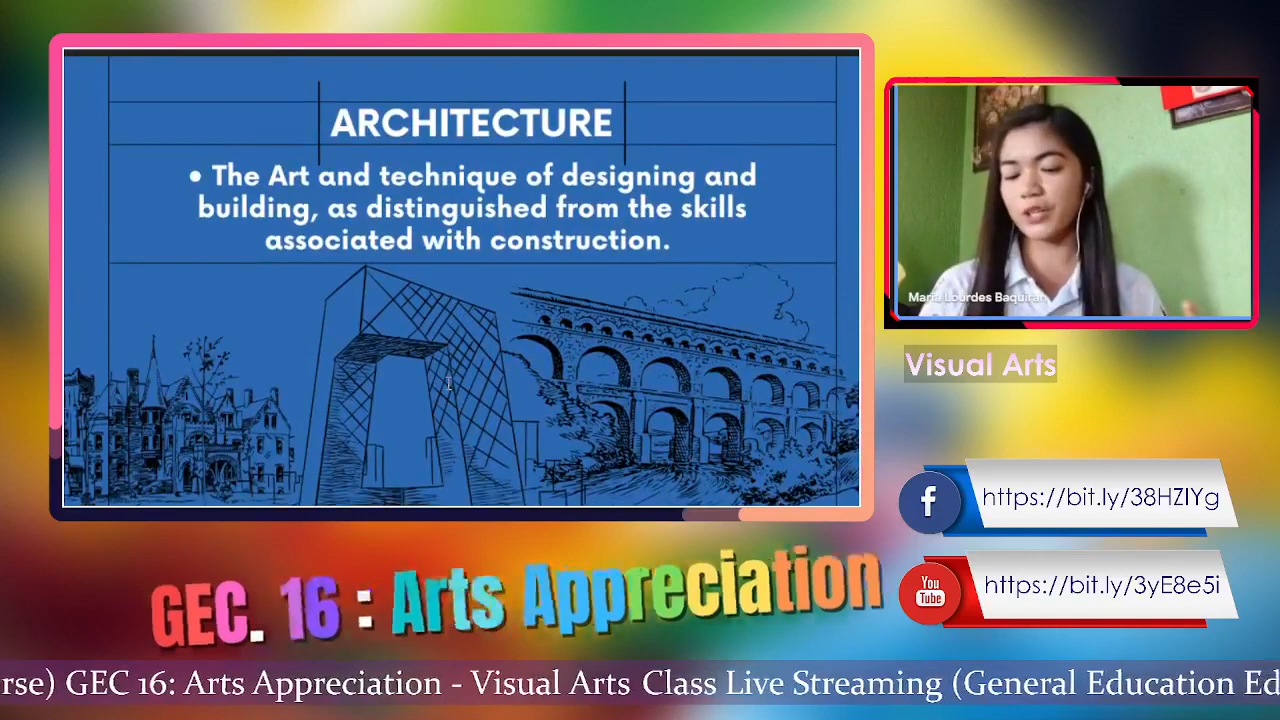 ARCHITECTURE
• The Art and technique of designing and
building, as distinguished from the skills
associated with construction.
Maria Lourdes Baquiran
Visual Arts
f
https://bit.ly/38HZIYg
You
Tube
https://bit.ly/3yE8e5i
GEC. 16 : Arts Appreciation
rse) GEC 16: Arts Appreciation - Visual Arts Class Live Streaming (General Education Ed